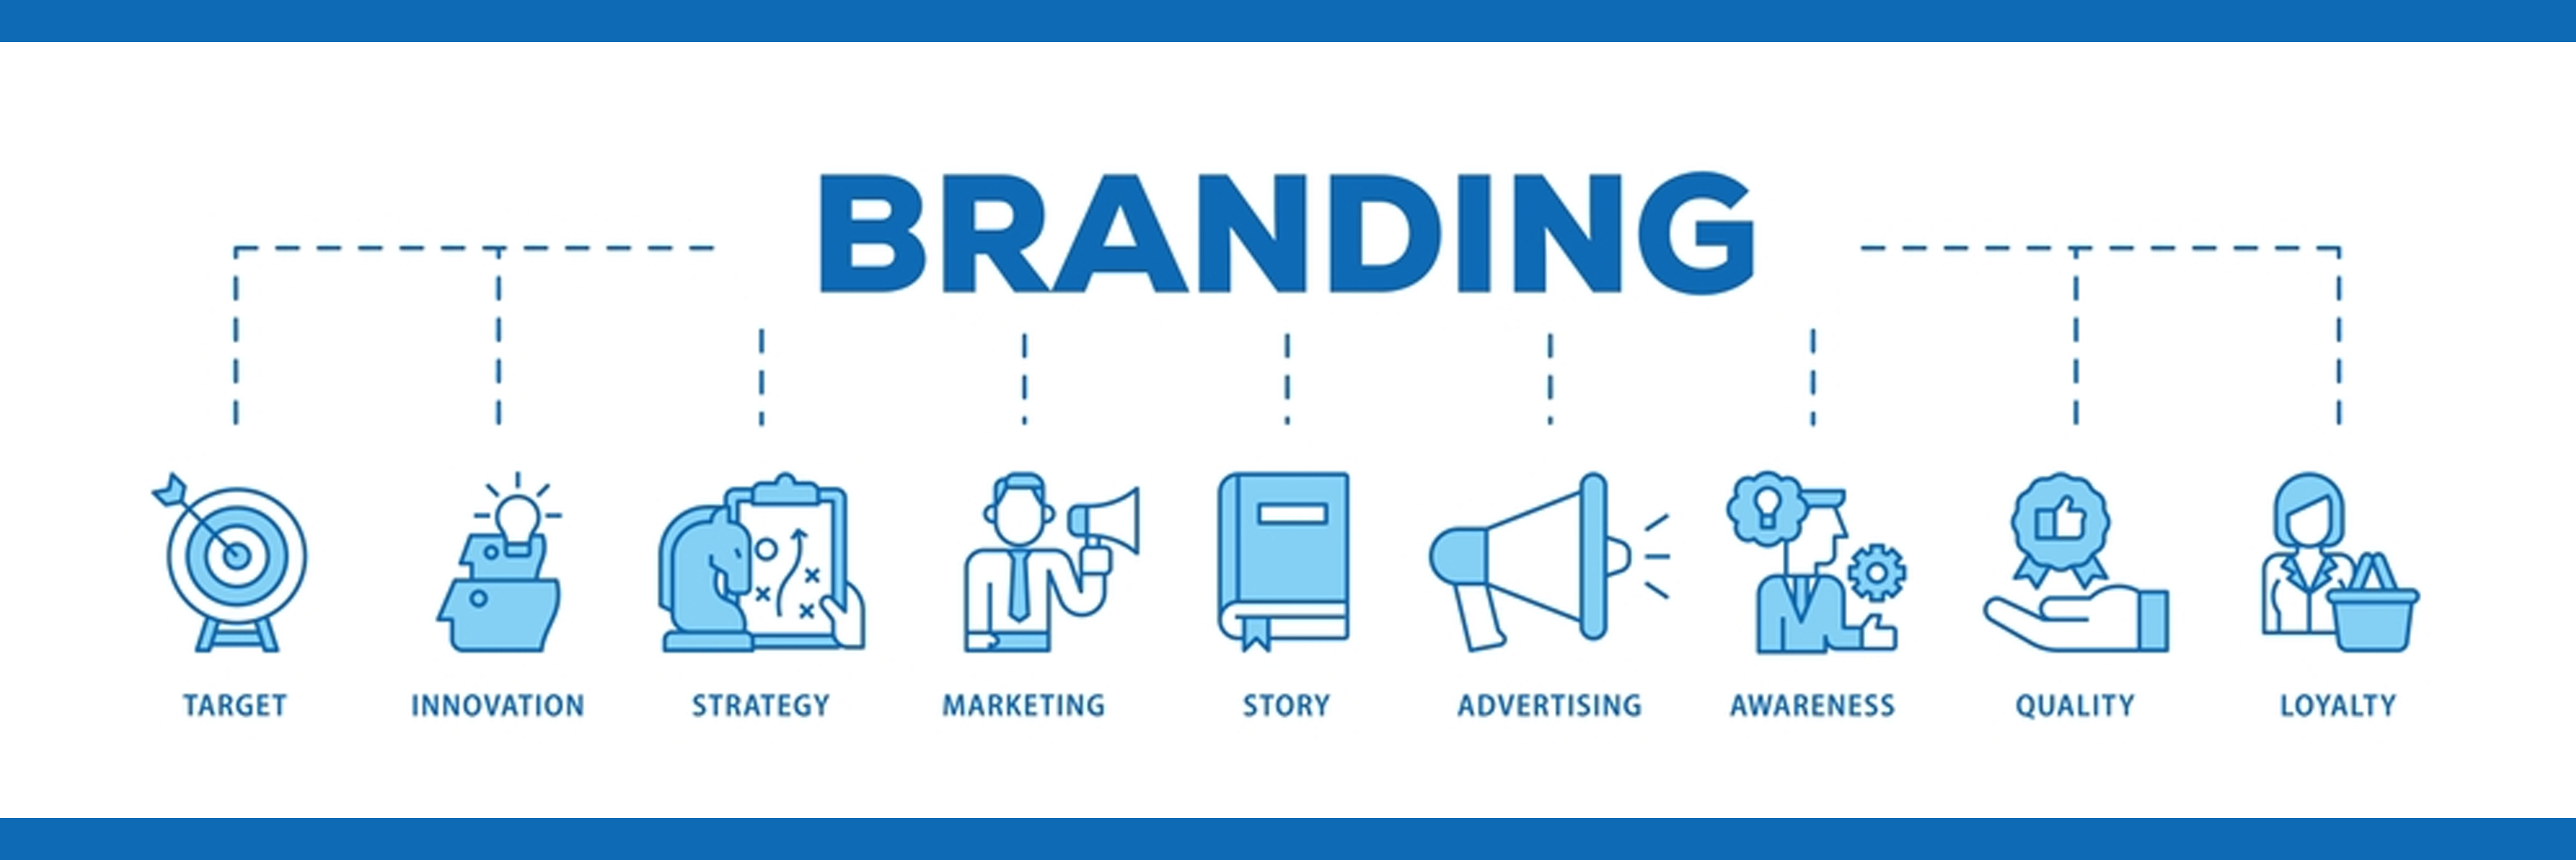 BRANDING
TARGET
INNOVATION
STRATEGY
MARKETING
STORY
ADVERTISING
AWARENESS
QUALITY
LOYALTY